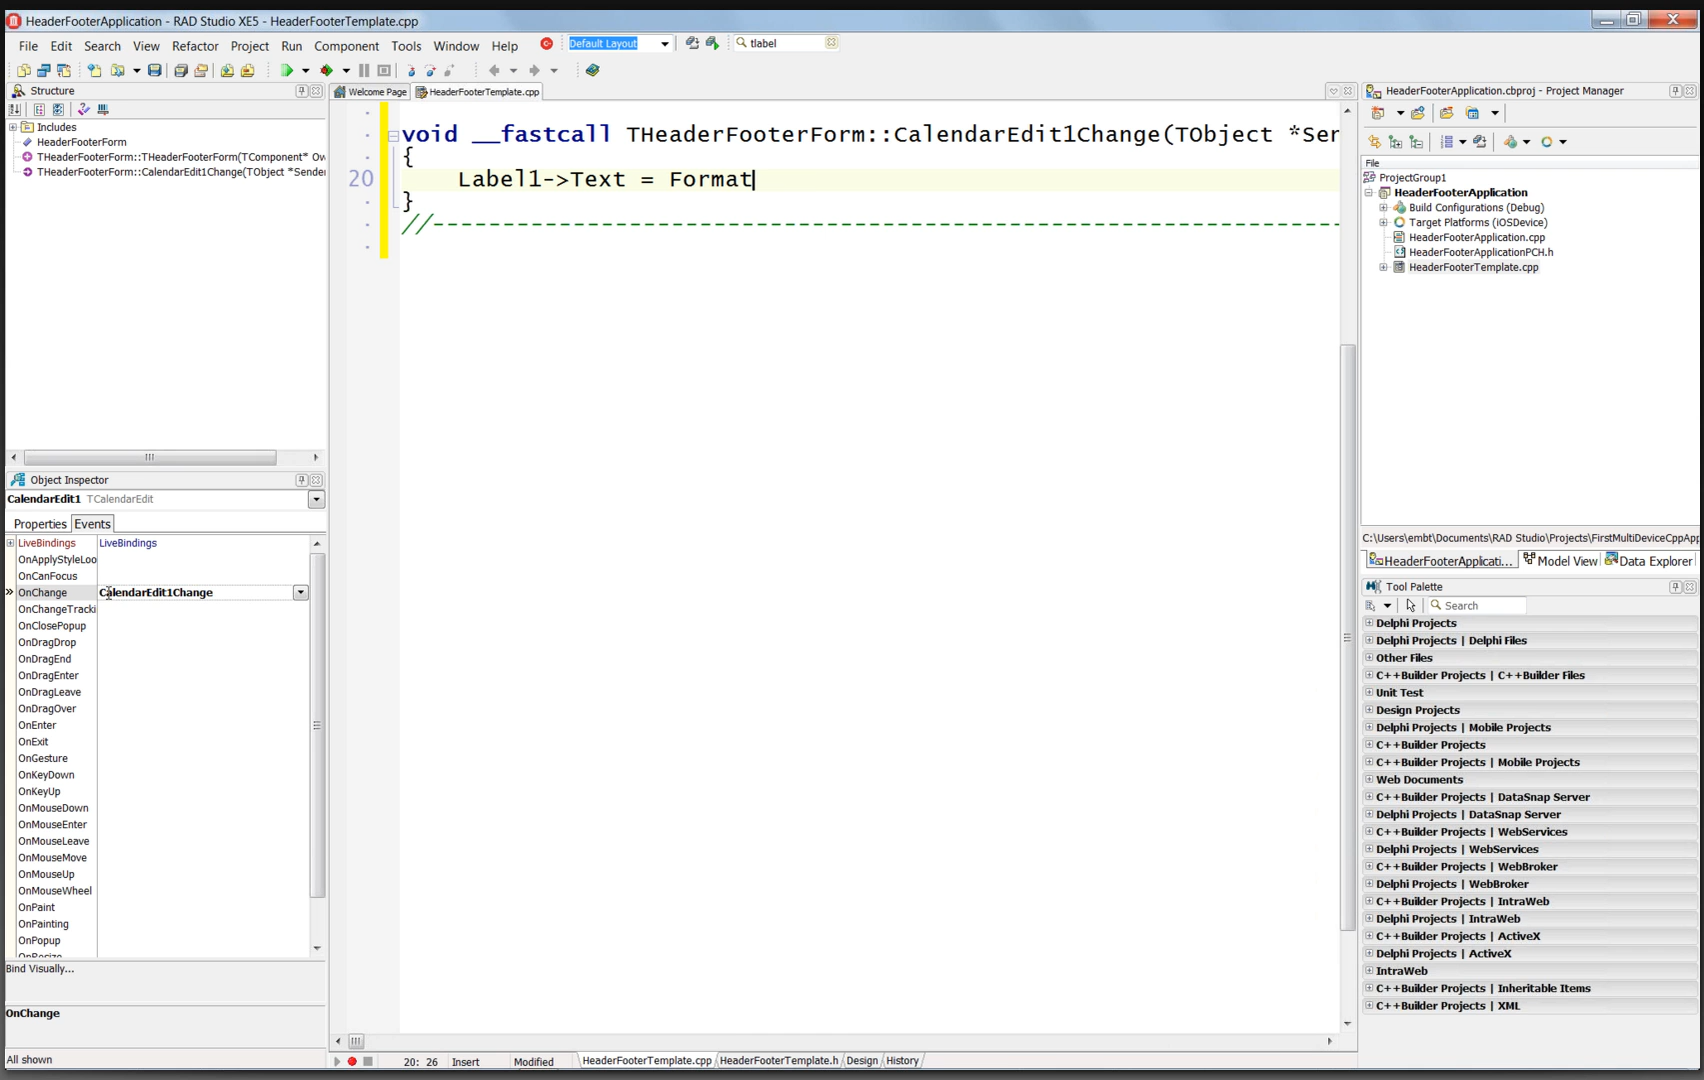 HeaderFooterApplication - RAD Studio XE5 - HeaderFooterTemplate.cpp
File Edit Search View Refactor Project Run Component Tools Window Help Default Layout tlabel
Structure
Includes
HeaderFooterForm
THeaderFooterForm::THeaderFooterForm(TComponent* Ow
THeaderFooterForm::CalendarEdit1Change(TObject *Sender
Object Inspector
CalendarEdit1 TCalendarEdit
Properties Events
LiveBindings LiveBindings
OnApplyStyleLoo
OnCanFocus
OnChange CalendarEdit1Change
OnChangeTracki
OnClosePopup
OnDragDrop
OnDragEnd
OnDragEnter
OnDragLeave
OnDragOver
OnEnter
OnExit
OnGesture
OnKeyDown
OnKeyUp
OnMouseDown
OnMouseEnter
OnMouseLeave
OnMouseMove
OnMouseUp
OnMouseWheel
OnPaint
OnPainting
OnPopup
Bind Visually...
OnChange
All shown
Welcome Page HeaderFooterTemplate.cpp
void __fastcall THeaderFooterForm::CalendarEdit1Change(TObject *Ser
{
20 Label1->Text = Format
}
//------------------------------------------------------------------
20: 26 Insert Modified HeaderFooterTemplate.cpp HeaderFooterTemplate.h Design History
HeaderFooterApplication.cbproj - Project Manager
File
ProjectGroup1
HeaderFooterApplication
Build Configurations (Debug)
Target Platforms (iOSDevice)
HeaderFooterApplication.cpp
HeaderFooterApplicationPCH.h
HeaderFooterTemplate.cpp
C:\Users\embt\Documents\RAD Studio\Projects\FirstMultiDeviceCppApp
HeaderFooterApplicati... Model View Data Explorer
Tool Palette
Search
Delphi Projects
Delphi Projects | Delphi Files
Other Files
C++Builder Projects | C++Builder Files
Unit Test
Design Projects
Delphi Projects | Mobile Projects
C++Builder Projects
C++Builder Projects | Mobile Projects
Web Documents
C++Builder Projects | DataSnap Server
Delphi Projects | DataSnap Server
C++Builder Projects | WebServices
Delphi Projects | WebServices
C++Builder Projects | WebBroker
Delphi Projects | WebBroker
C++Builder Projects | IntraWeb
Delphi Projects | IntraWeb
C++Builder Projects | ActiveX
Delphi Projects | ActiveX
IntraWeb
C++Builder Projects | Inheritable Items
C++Builder Projects | XML